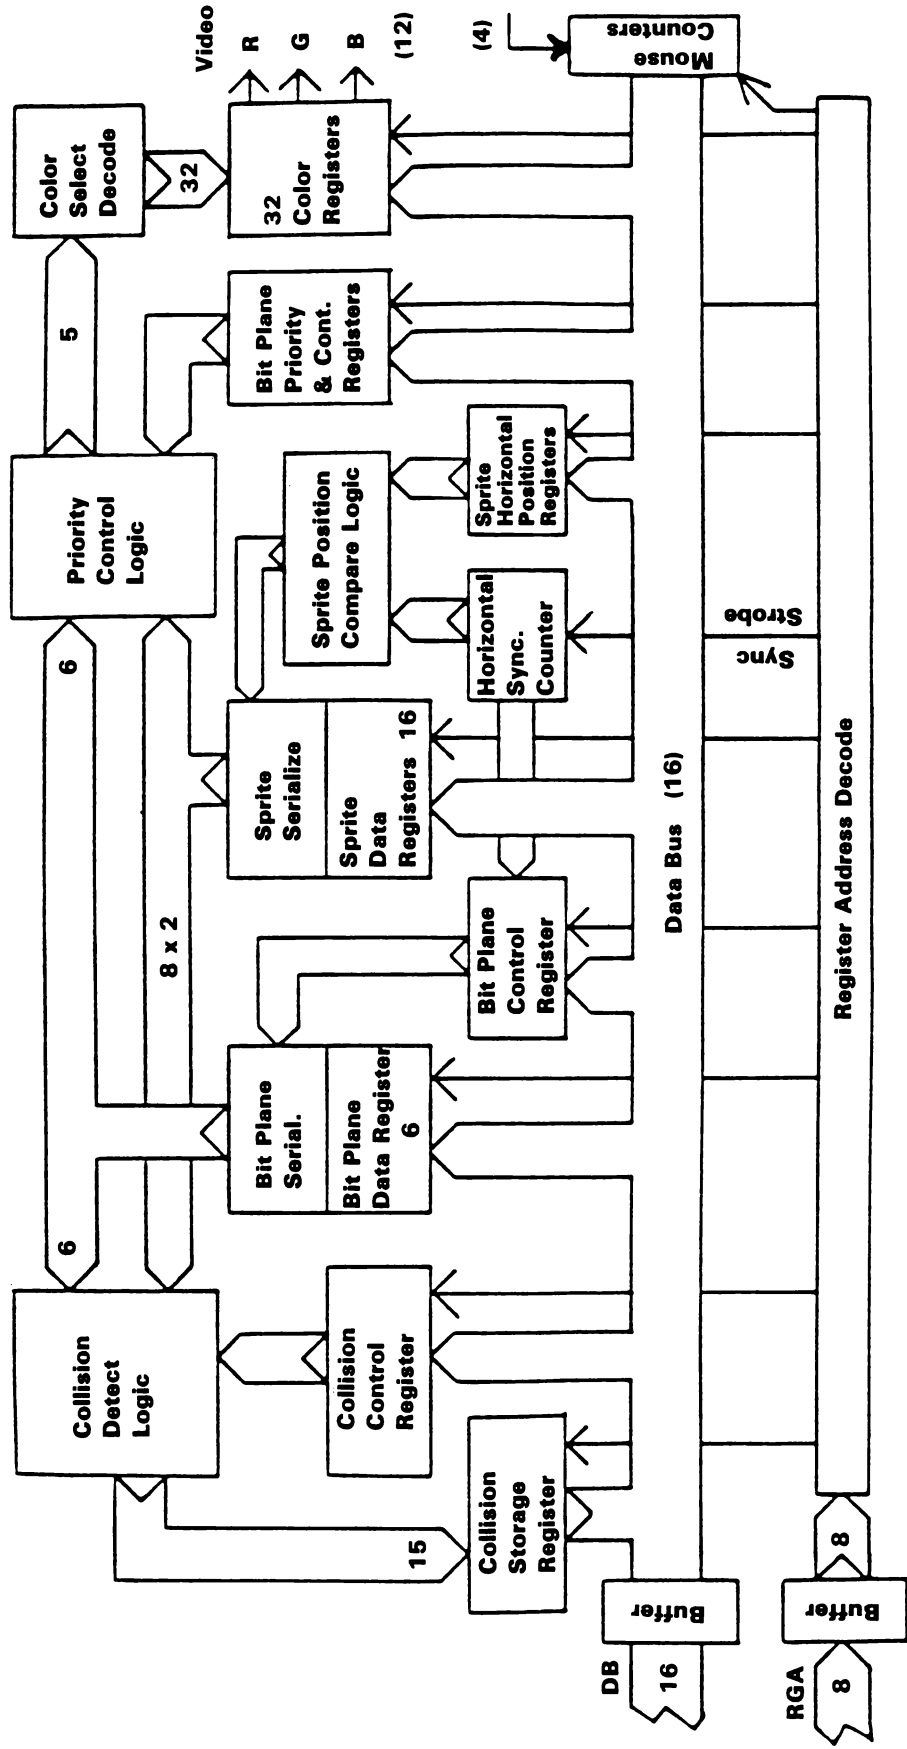 Collision
Detect
Logic
6
6
Priority
Control
Logic
5
Color
Select
Decode
8 x 2
15
Collision
Control
Register
Bit Plane
Serial.
Bit Plane
Data Register
6
Sprite
Serialize
Sprite
Data
Registers 16
Sprite Position
Compare Logic
Bit Plane
Priority
& Cont.
Registers
32
32
Color
Registers
Video
R
G
B
(12)
Collision
Storage
Register
Bit Plane
Control
Register
Horizontal
Sync.
Counter
Sprite
Horizontal
Position
Registers
(4)
DB
16
Buffer
Data Bus (16)
Mouse
Counters
Sync
Strobe
RGA
8
Buffer
8
Register Address Decode